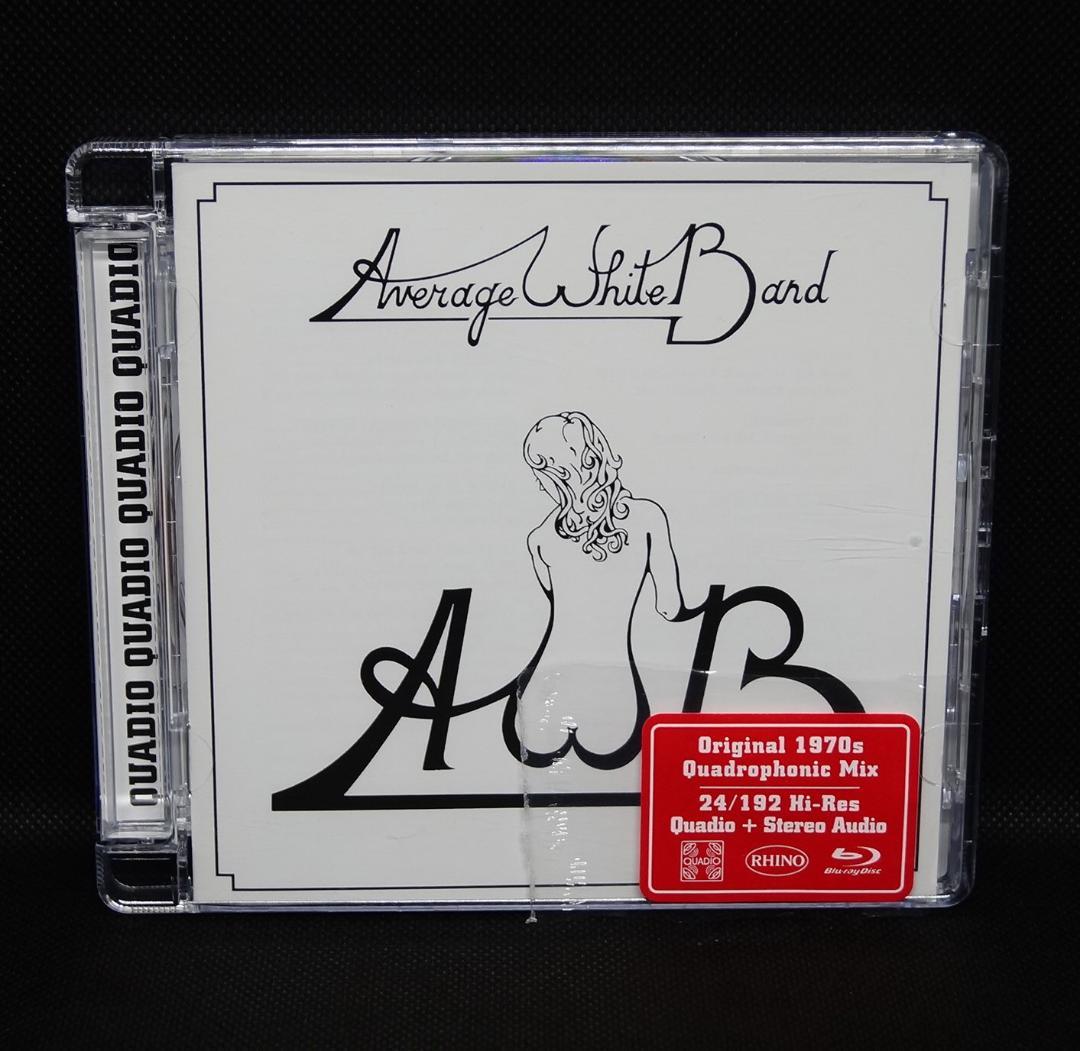 Average White Band
AWB
QUADIO QUADIO QUADIO QUADIO
Original 1970s
Quadrophonic Mix
24/192 Hi-Res
Quadio + Stereo Audio
QUADIO
RHINO
Blu-ray Disc